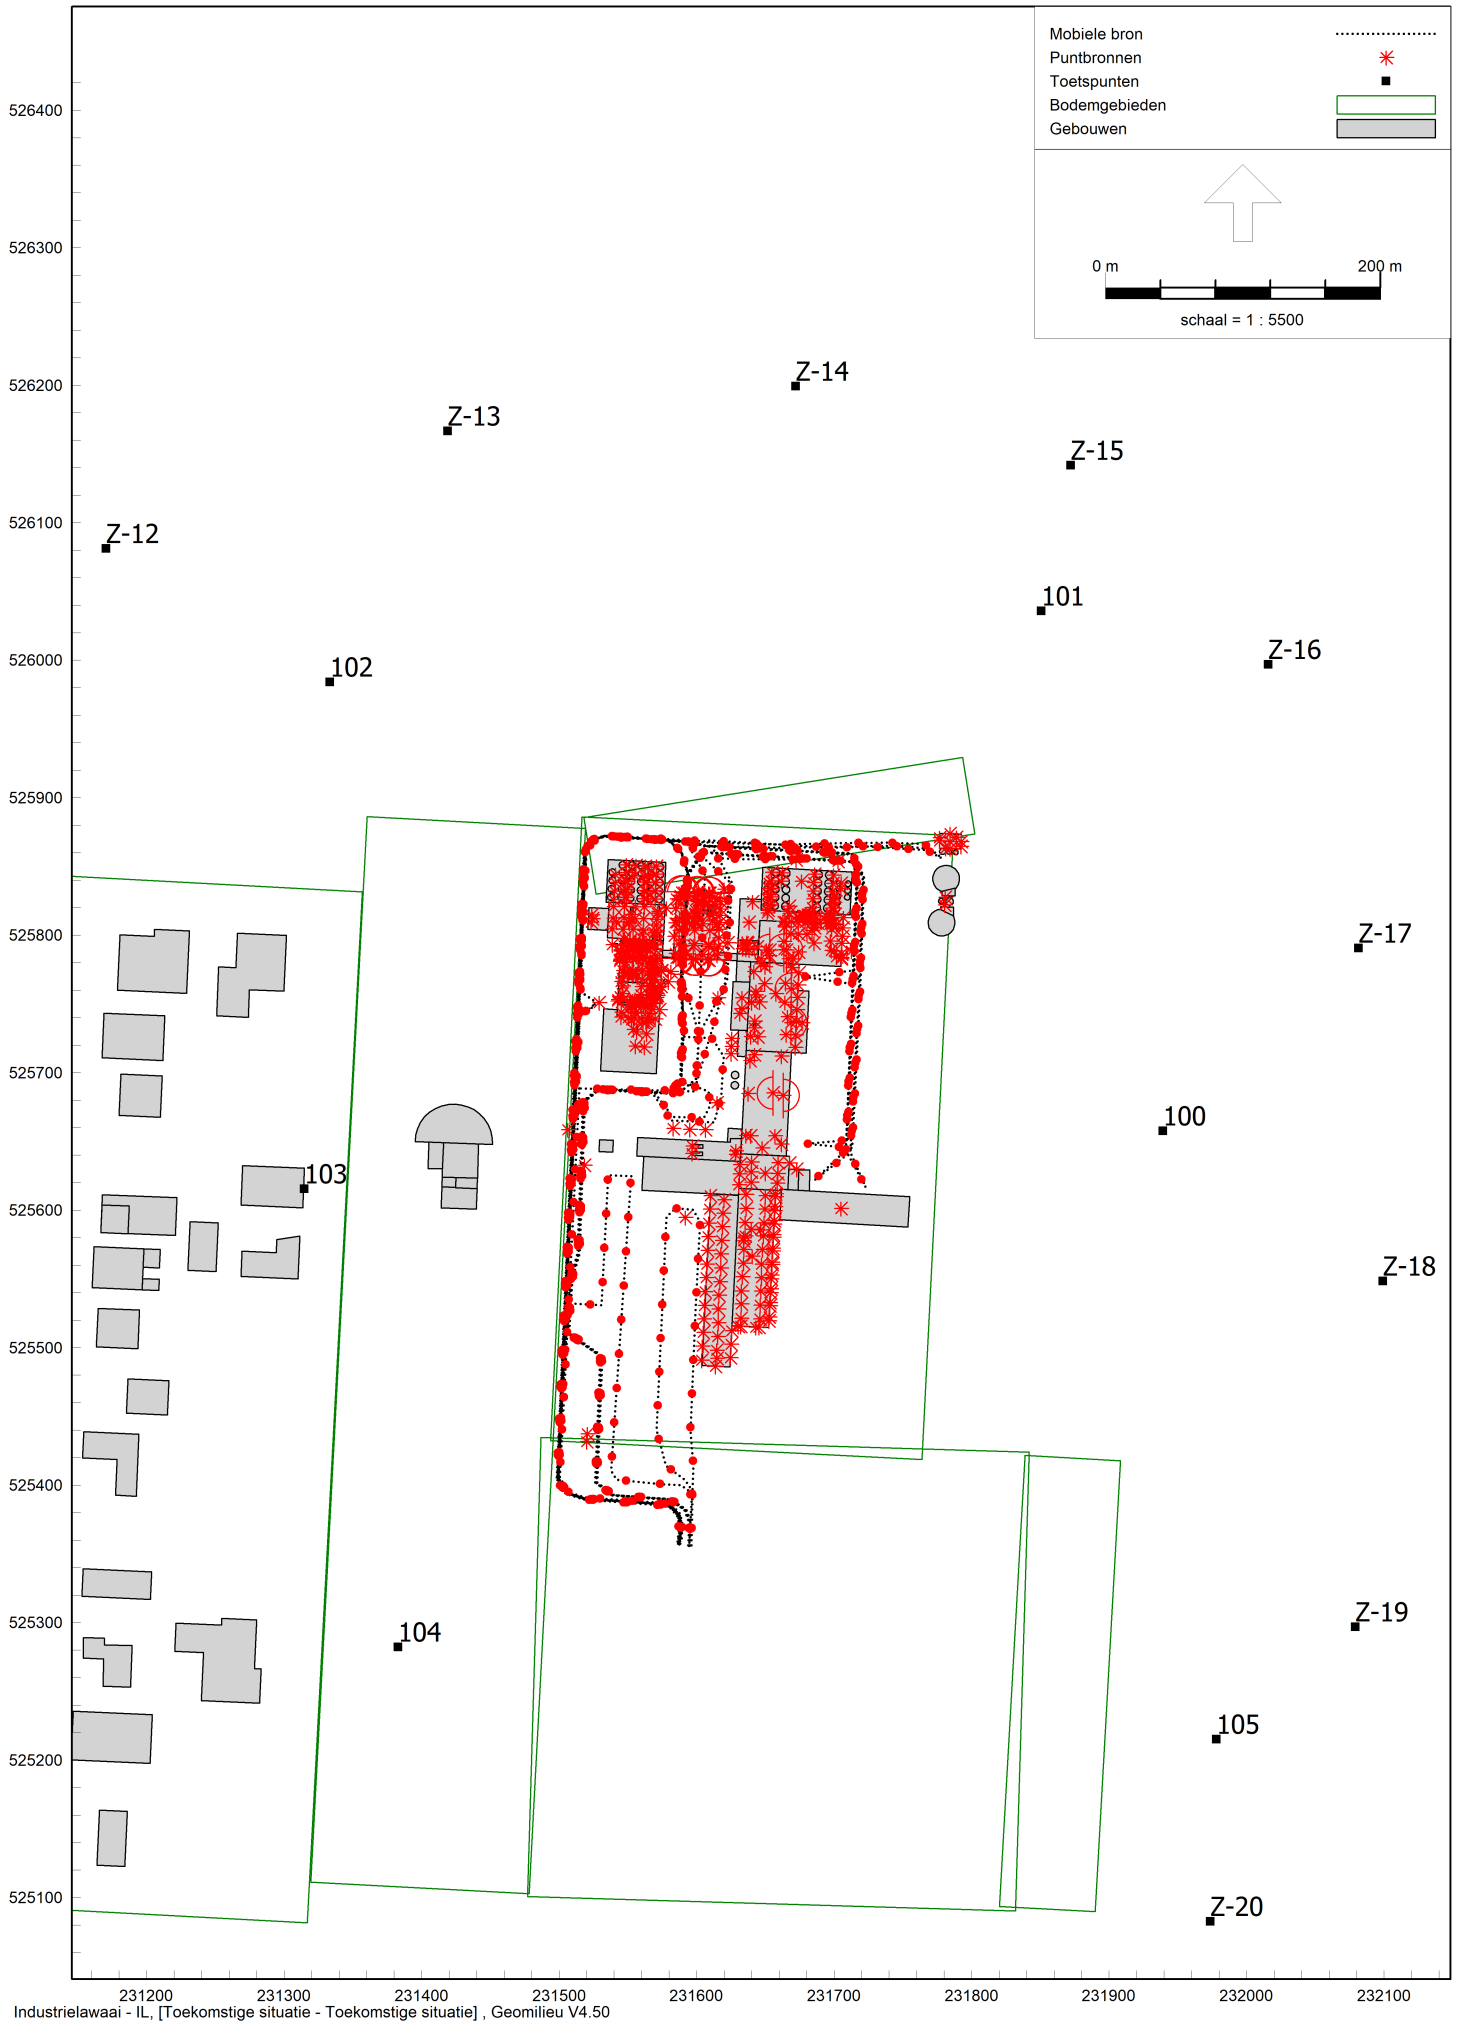 Mobiele bron
Puntbronnen
Toetspunten
Bodemgebieden
Gebouwen
0 m 200 m
schaal = 1 : 5500
526400
526300
526200
526100
526000
525900
525800
525700
525600
525500
525400
525300
525200
525100
Z-14
Z-13
Z-15
Z-12
101
Z-16
102
Z-17
100
103
Z-18
Z-19
104
105
Z-20
231200 231300 231400 231500 231600 231700 231800 231900 232000 232100
Industrielawaai - IL, [Toekomstige situatie - Toekomstige situatie] , Geomilieu V4.50